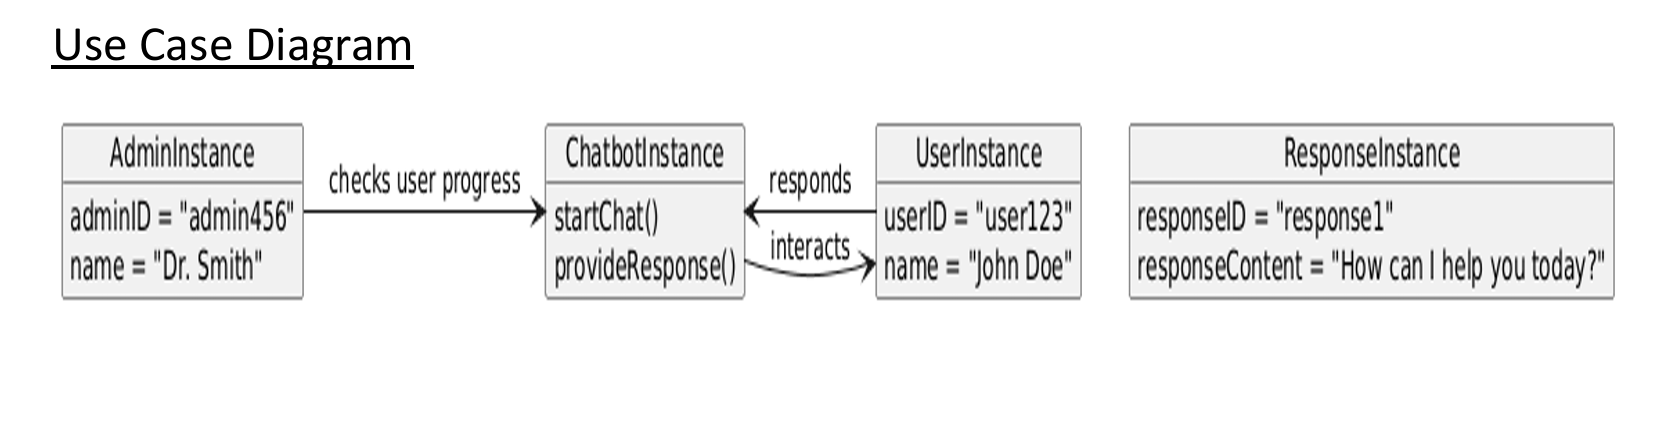 Use Case Diagram
AdminInstance
adminID = "admin456"
name = "Dr. Smith"
checks user progress
ChatbotInstance
startChat()
provideResponse()
responds
interacts
UserInstance
userID = "user123"
name = "John Doe"
ResponseInstance
responseID = "response1"
responseContent = "How can I help you today?"